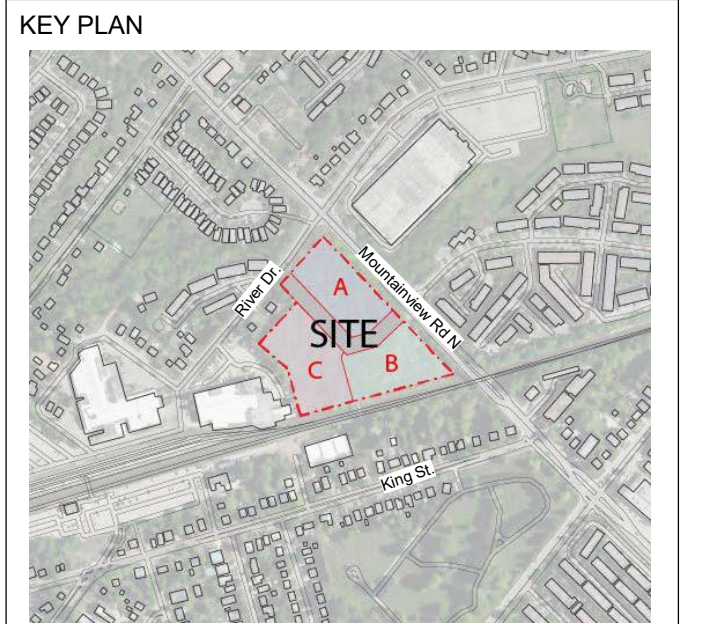 KEY PLAN
River Dr.
Mountainview Rd N
A
SITE
B
C
King St.